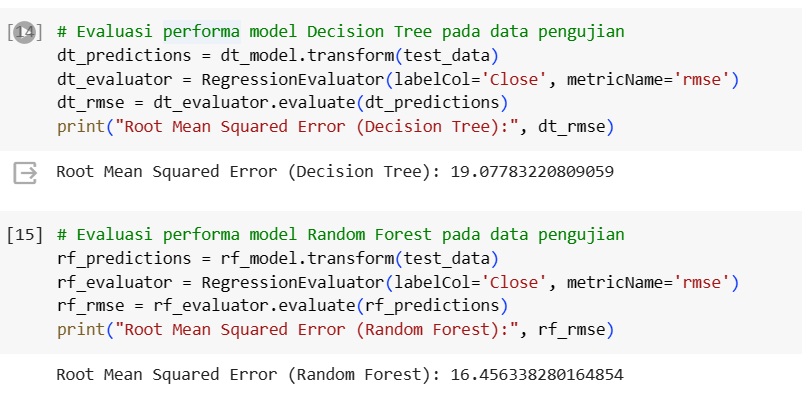 [14] # Evaluasi performa model Decision Tree pada data pengujian
dt_predictions = dt_model.transform(test_data)
dt_evaluator = RegressionEvaluator(labelCol='Close', metricName='rmse')
dt_rmse = dt_evaluator.evaluate(dt_predictions)
print("Root Mean Squared Error (Decision Tree):", dt_rmse)
Root Mean Squared Error (Decision Tree): 19.07783220809059
[15] # Evaluasi performa model Random Forest pada data pengujian
rf_predictions = rf_model.transform(test_data)
rf_evaluator = RegressionEvaluator(labelCol='Close', metricName='rmse')
rf_rmse = rf_evaluator.evaluate(rf_predictions)
print("Root Mean Squared Error (Random Forest):", rf_rmse)
Root Mean Squared Error (Random Forest): 16.456338280164854